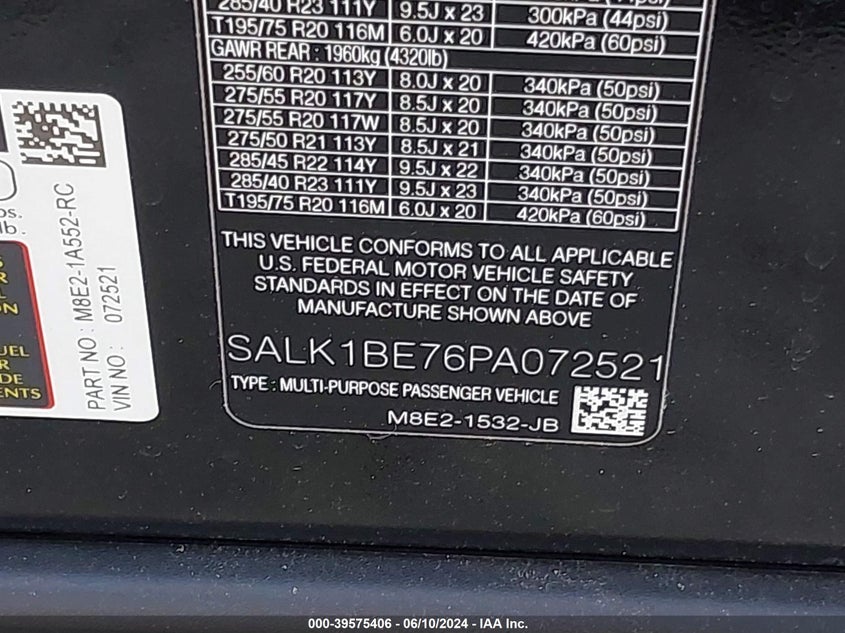 285/40 R23 111Y 9.5J x 23 300kPa (44psi)
T195/75 R20 116M 6.0J x 20 420kPa (60psi)
GAWR REAR : 1960kg (4320lb)
255/60 R20 113Y 8.0J x 20 340kPa (50psi)
275/55 R20 117Y 8.5J x 20 340kPa (50psi)
275/55 R20 117W 8.5J x 20 340kPa (50psi)
275/50 R21 113Y 8.5J x 21 340kPa (50psi)
285/45 R22 114Y 9.5J x 22 340kPa (50psi)
285/40 R23 111Y 9.5J x 23 340kPa (50psi)
T195/75 R20 116M 6.0J x 20 420kPa (60psi)
THIS VEHICLE CONFORMS TO ALL APPLICABLE
U.S. FEDERAL MOTOR VEHICLE SAFETY
STANDARDS IN EFFECT ON THE DATE OF
MANUFACTURE SHOWN ABOVE
SALK1BE76PA072521
TYPE : MULTI-PURPOSE PASSENGER VEHICLE
M8E2-1532-JB
PART NO : M8E2-1A552-RC
VIN NO : 072521
lb.
UEL
R
DE
ENTS
000-39575406 - 06/10/2024 - IAA Inc.